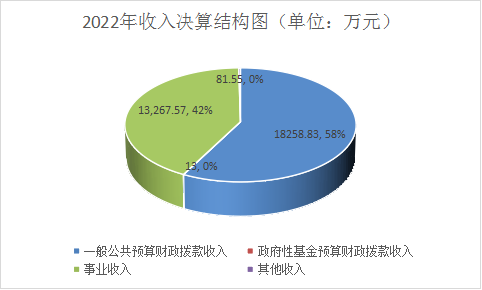 2022年收入决算结构图（单位：万元）
81.55, 0%
13,267.57, 42%
18258.83, 58%
13, 0%
一般公共预算财政拨款收入
政府性基金预算财政拨款收入
事业收入
其他收入